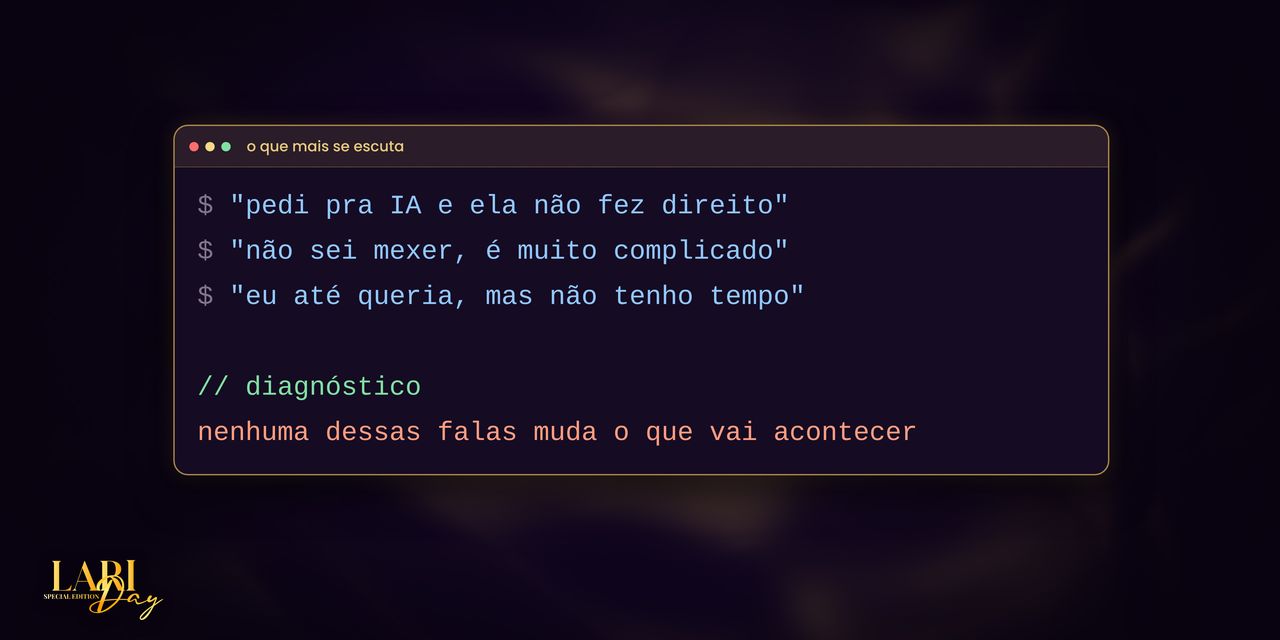 o que mais se escuta
$ "pedi pra IA e ela não fez direito"
$ "não sei mexer, é muito complicado"
$ "eu até queria, mas não tenho tempo"
// diagnóstico
nenhuma dessas falas muda o que vai acontecer
LABI
SPECIAL EDITION
Day